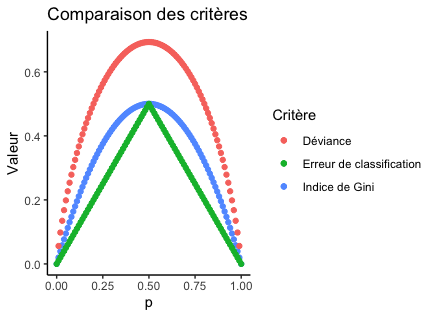 Comparaison des critères
Valeur
0.6
0.4
0.2
0.0
0.00 0.25 0.50 0.75 1.00
p
Critère
Déviance
Erreur de classification
Indice de Gini